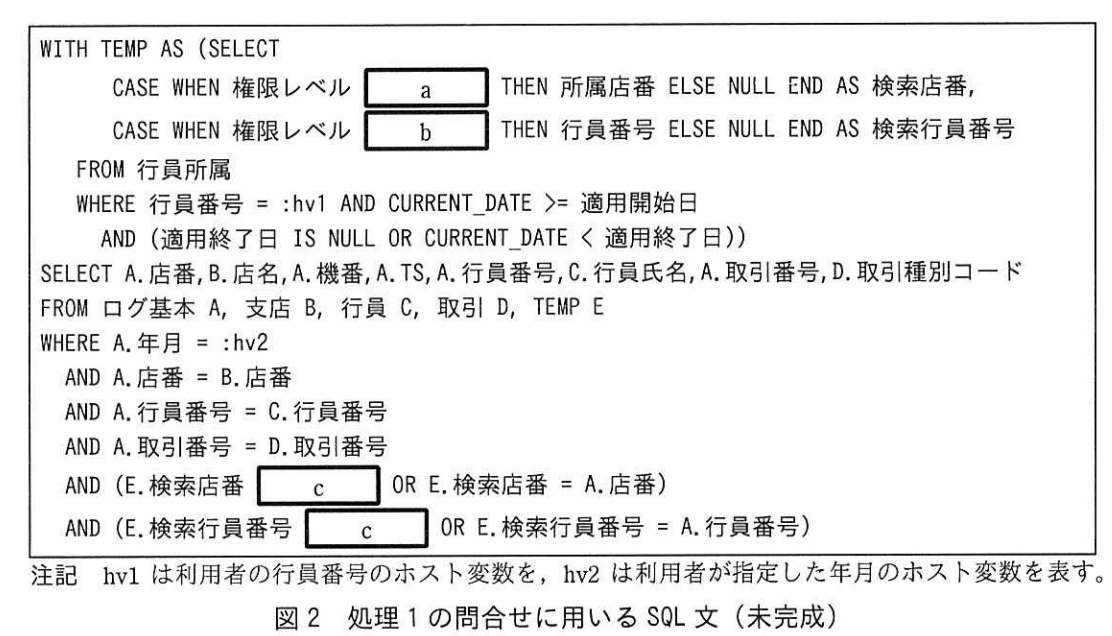 WITH TEMP AS (SELECT
CASE WHEN 権限レベル a THEN 所属店番 ELSE NULL END AS 検索店番,
CASE WHEN 権限レベル b THEN 行員番号 ELSE NULL END AS 検索行員番号
FROM 行員所属
WHERE 行員番号 = :hv1 AND CURRENT_DATE >= 適用開始日
AND (適用終了日 IS NULL OR CURRENT_DATE < 適用終了日))
SELECT A.店番,B.店名,A.機番,A.TS,A.行員番号,C.行員氏名,A.取引番号,D.取引種別コード
FROM ログ基本 A, 支店 B, 行員 C, 取引 D, TEMP E
WHERE A.年月 = :hv2
AND A.店番 = B.店番
AND A.行員番号 = C.行員番号
AND A.取引番号 = D.取引番号
AND (E.検索店番 c OR E.検索店番 = A.店番)
AND (E.検索行員番号 c OR E.検索行員番号 = A.行員番号)
注記 hv1 は利用者の行員番号のホスト変数を，hv2 は利用者が指定した年月のホスト変数を表す。
図2 処理1の問合せに用いる SQL 文（未完成）